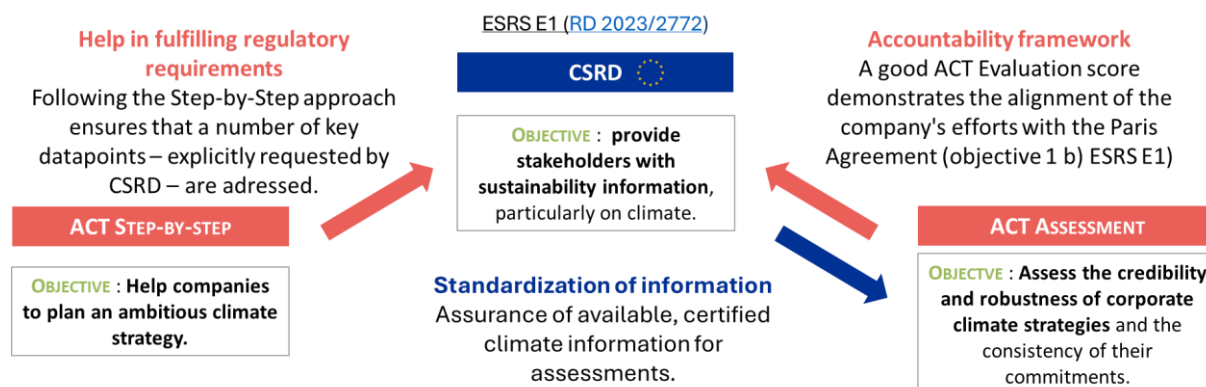 Help in fulfilling regulatory
requirements
Following the Step-by-Step approach
ensures that a number of key
datapoints – explicitly requested by
CSRD – are adressed.
ACT STEP-BY-STEP
OBJECTIVE : Help companies
to plan an ambitious climate
strategy.
ESRS E1 (RD 2023/2772)
CSRD
OBJECTIVE : provide
stakeholders with
sustainability information,
particularly on climate.
Standardization of information
Assurance of available, certified
climate information for
assessments.
Accountability framework
A good ACT Evaluation score
demonstrates the alignment of the
company's efforts with the Paris
Agreement (objective 1 b) ESRS E1)
ACT ASSESSMENT
OBJECTVE : Assess the credibility
and robustness of corporate
climate strategies and the
consistency of their
commitments.